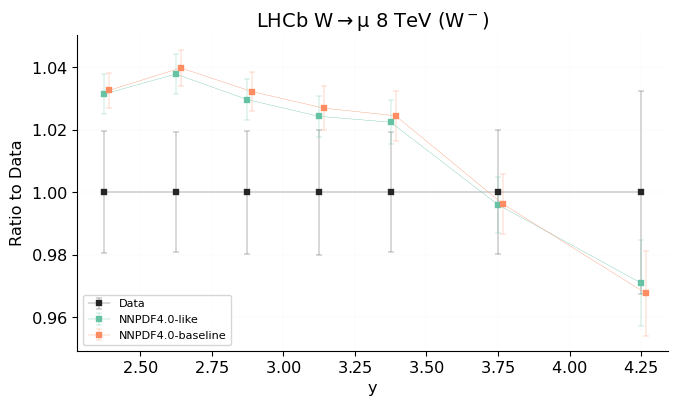 LHCb W→μ 8 TeV (W⁻)
Ratio to Data
1.04
1.02
1.00
0.98
0.96
Data
NNPDF4.0-like
NNPDF4.0-baseline
2.50 2.75 3.00 3.25 3.50 3.75 4.00 4.25
y